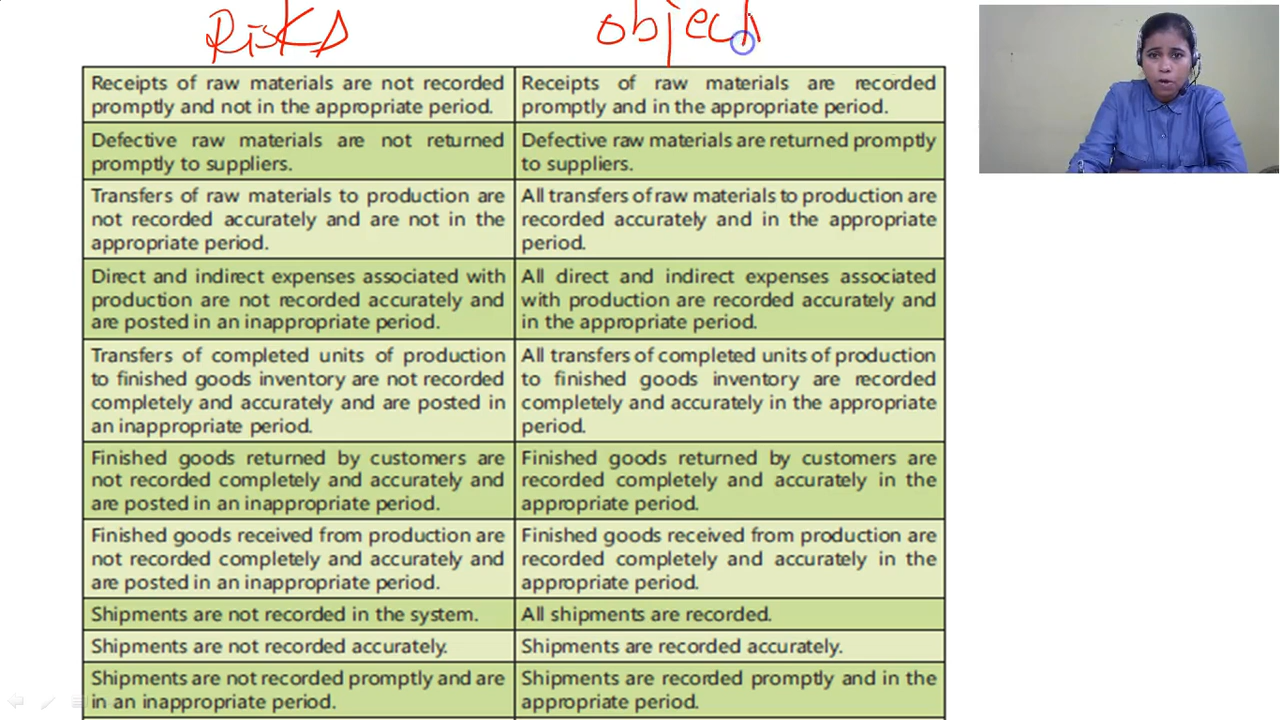 Risks
object
Receipts of raw materials are not recorded
promptly and not in the appropriate period.
Receipts of raw materials are recorded
promptly and in the appropriate period.
Defective raw materials are not returned
promptly to suppliers.
Defective raw materials are returned promptly
to suppliers.
Transfers of raw materials to production are
not recorded accurately and are not in the
appropriate period.
All transfers of raw materials to production are
recorded accurately and in the appropriate
period.
Direct and indirect expenses associated with
production are not recorded accurately and
are posted in an inappropriate period.
All direct and indirect expenses associated
with production are recorded accurately and
in the appropriate period.
Transfers of completed units of production
to finished goods inventory are not recorded
completely and accurately and are posted in
an inappropriate period.
All transfers of completed units of production
to finished goods inventory are recorded
completely and accurately in the appropriate
period.
Finished goods returned by customers are
not recorded completely and accurately and
are posted in an inappropriate period.
Finished goods returned by customers are
recorded completely and accurately in the
appropriate period.
Finished goods received from production are
not recorded completely and accurately and
are posted in an inappropriate period.
Finished goods received from production are
recorded completely and accurately in the
appropriate period.
Shipments are not recorded in the system.
All shipments are recorded.
Shipments are not recorded accurately.
Shipments are recorded accurately.
Shipments are not recorded promptly and are
in an inappropriate period.
Shipments are recorded promptly and in the
appropriate period.